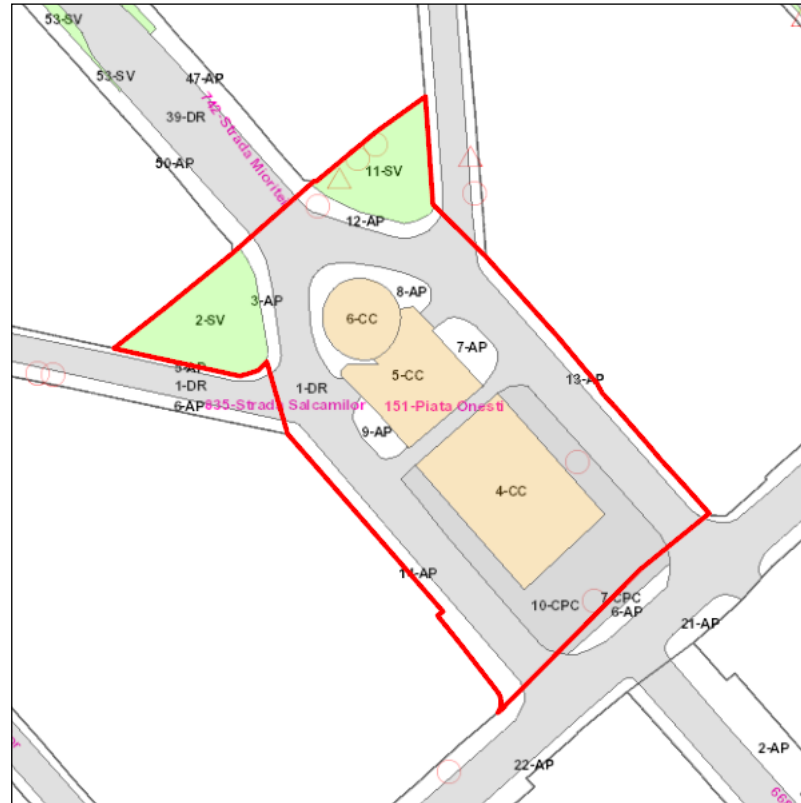 53-SV
53-SV
47-AP
39-DR
742-Strada Mioritei
50-AP
11-SV
12-AP
3-AP
8-AP
2-SV
6-CC
7-AP
5-AP
5-CC
1-DR
1-DR
13-AP
6-AP
835-Strada Salcamilor
151-Piata Onesti
9-AP
4-CC
14-AP
10-CPC
7-CPC
6-AP
21-AP
2-AP
22-AP